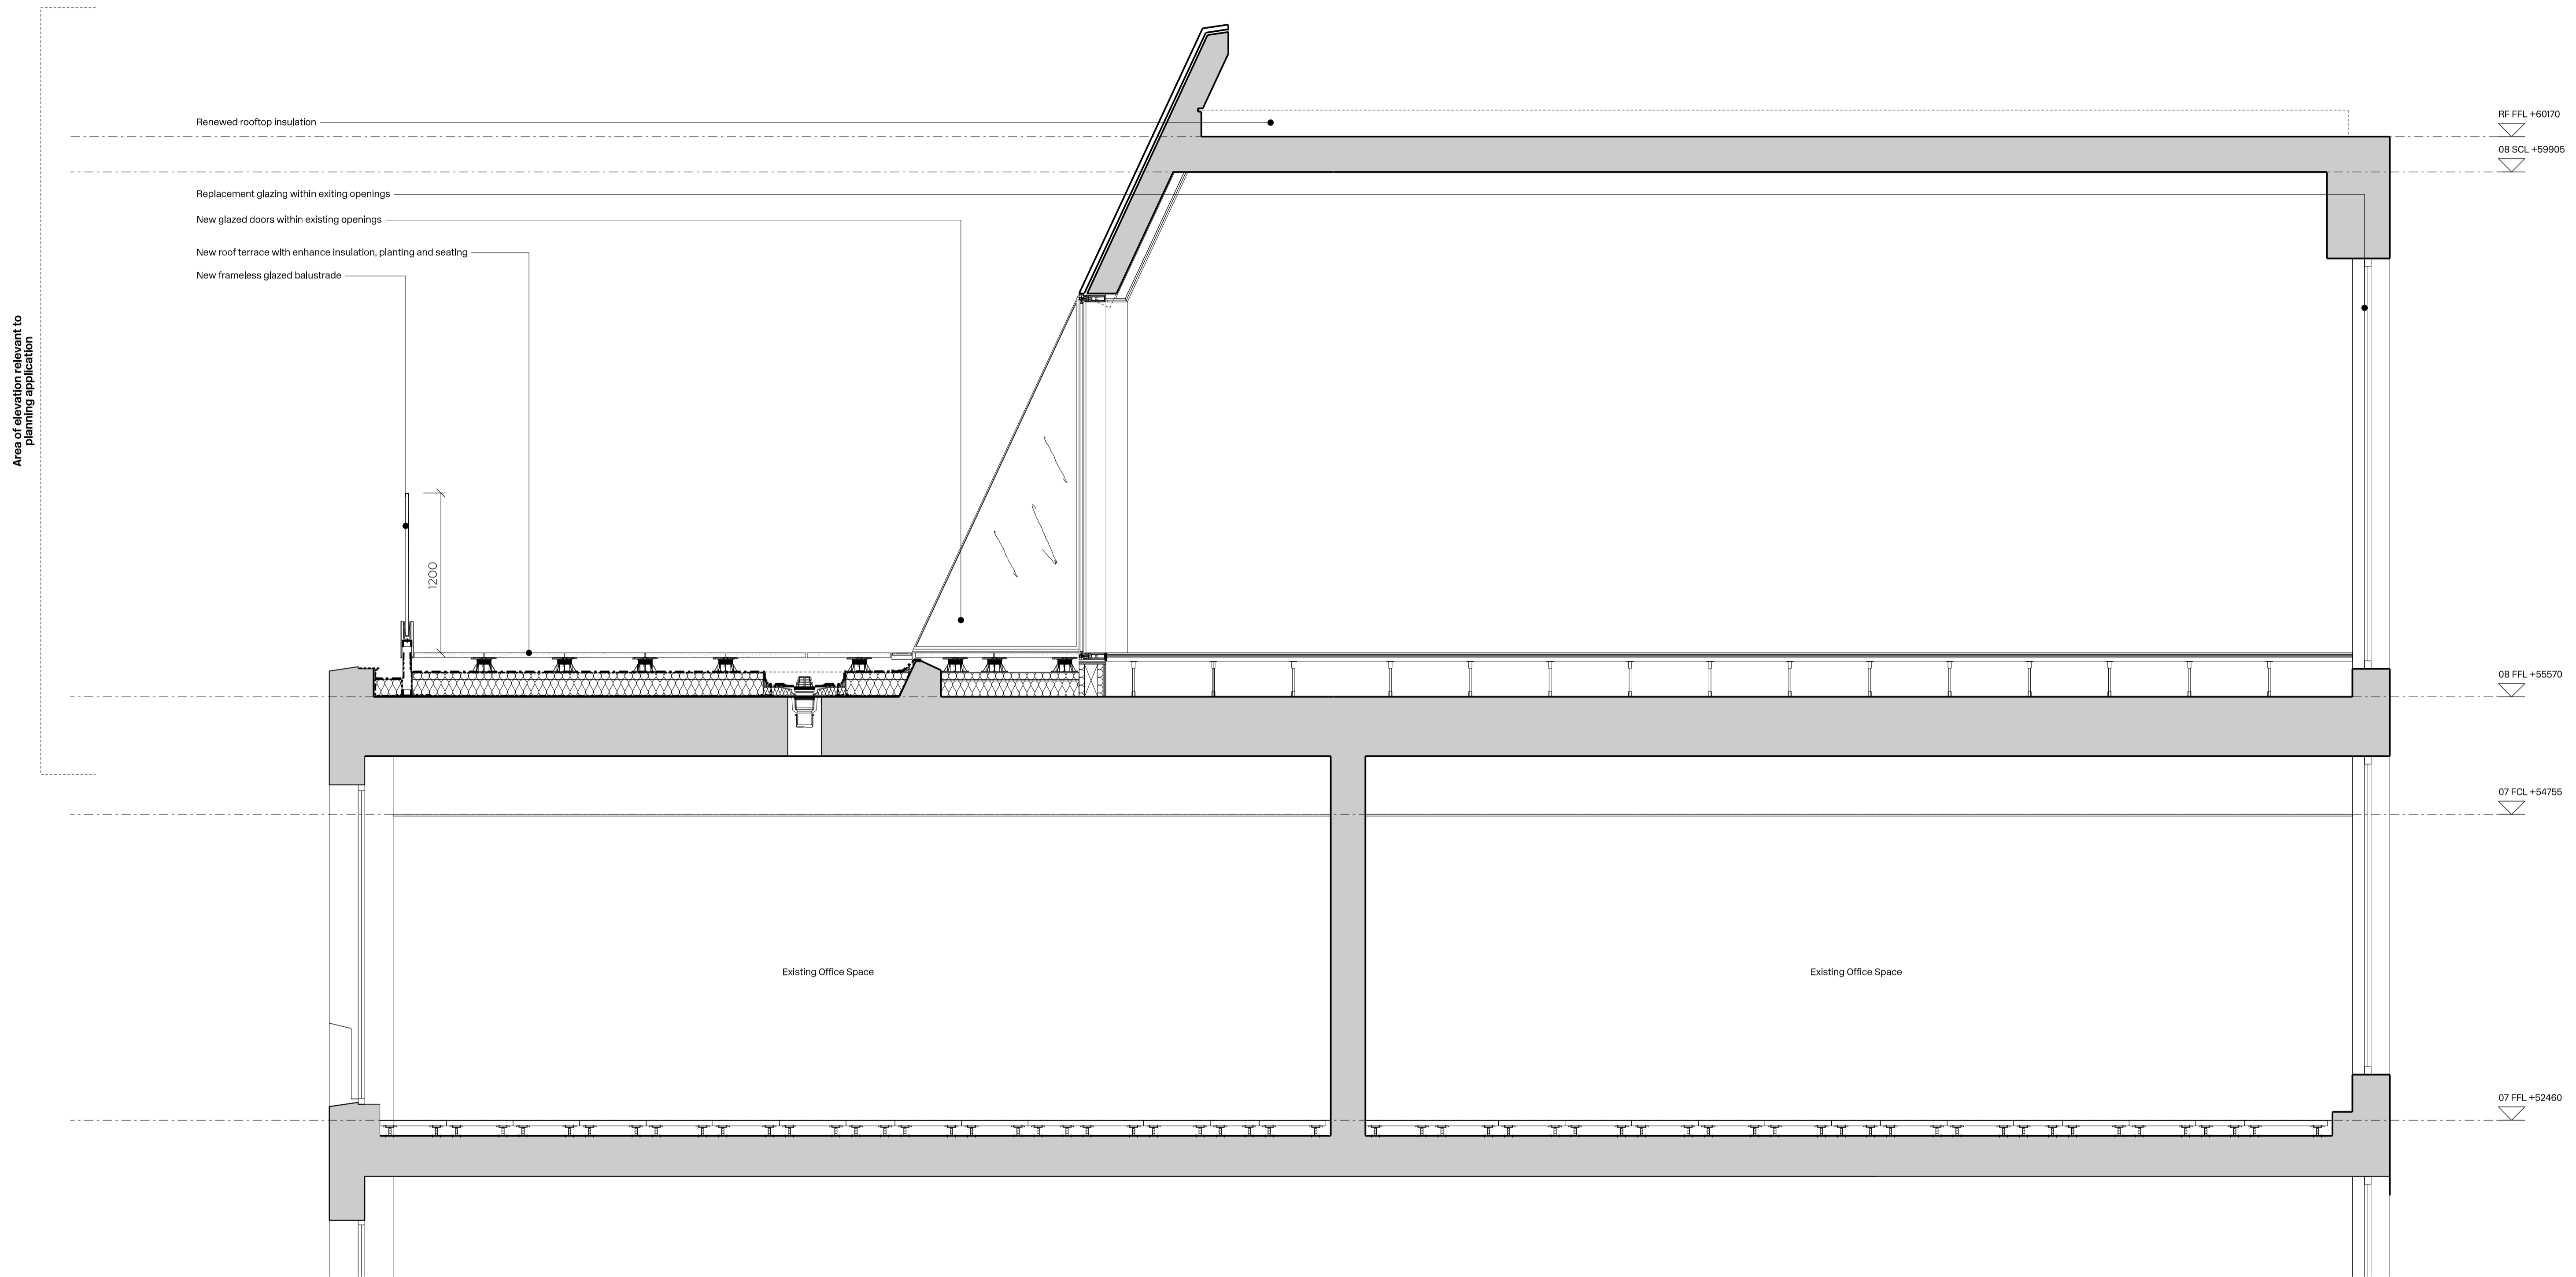 Area of elevation relevant to
planning application
Renewed rooftop insulation
Replacement glazing within exiting openings
New glazed doors within existing openings
New roof terrace with enhance insulation, planting and seating
New frameless glazed balustrade
1200
RF FFL +60170
08 SCL +59905
08 FFL +55570
07 FCL +54755
Existing Office Space
Existing Office Space
07 FFL +52460